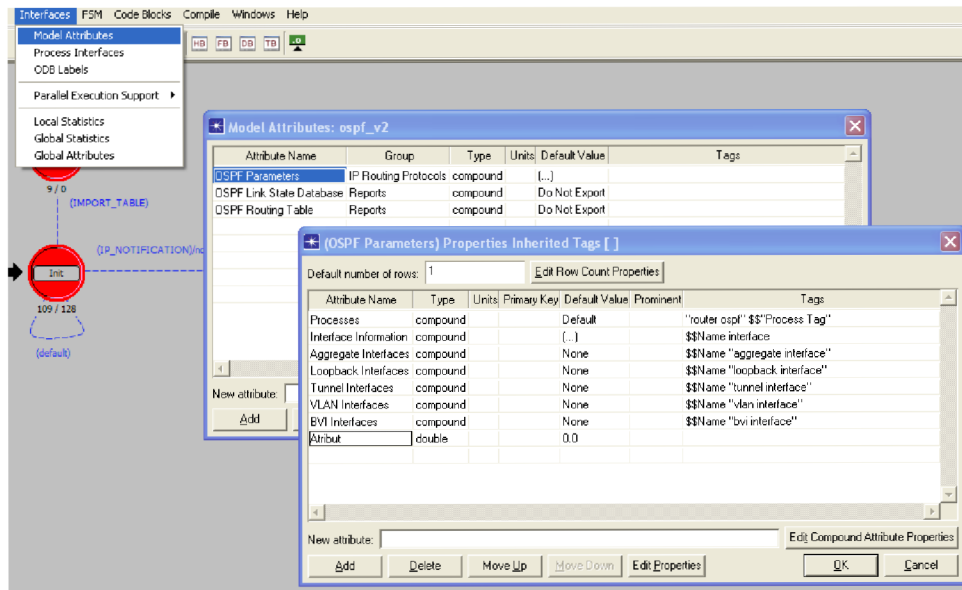 Interfaces FSM Code Blocks Compile Windows Help
Model Attributes
Process Interfaces
ODB Labels
Parallel Execution Support
Local Statistics
Global Statistics
Global Attributes
HB FB DB TB
9 / 0
(IMPORT_TABLE)
(IP_NOTIFICATION)/no
Init
109 / 128
(default)
Model Attributes: ospf_v2
Attribute Name Group Type Units Default Value Tags
OSPF Parameters IP Routing Protocols compound (...)
OSPF Link State Database Reports compound Do Not Export
OSPF Routing Table Reports compound Do Not Export
New attribute:
Add
(OSPF Parameters) Properties Inherited Tags [ ]
Default number of rows: 1 Edit Row Count Properties
Attribute Name Type Units Primary Key Default Value Prominent Tags
Processes compound Default "router ospf" $$"Process Tag"
Interface Information compound (...) $$Name interface
Aggregate Interfaces compound None $$Name "aggregate interface"
Loopback Interfaces compound None $$Name "loopback interface"
Tunnel Interfaces compound None $$Name "tunnel interface"
VLAN Interfaces compound None $$Name "vlan interface"
BVI Interfaces compound None $$Name "bvi interface"
Atribut double 0.0
New attribute: Edit Compound Attribute Properties
Add Delete Move Up Move Down Edit Properties OK Cancel